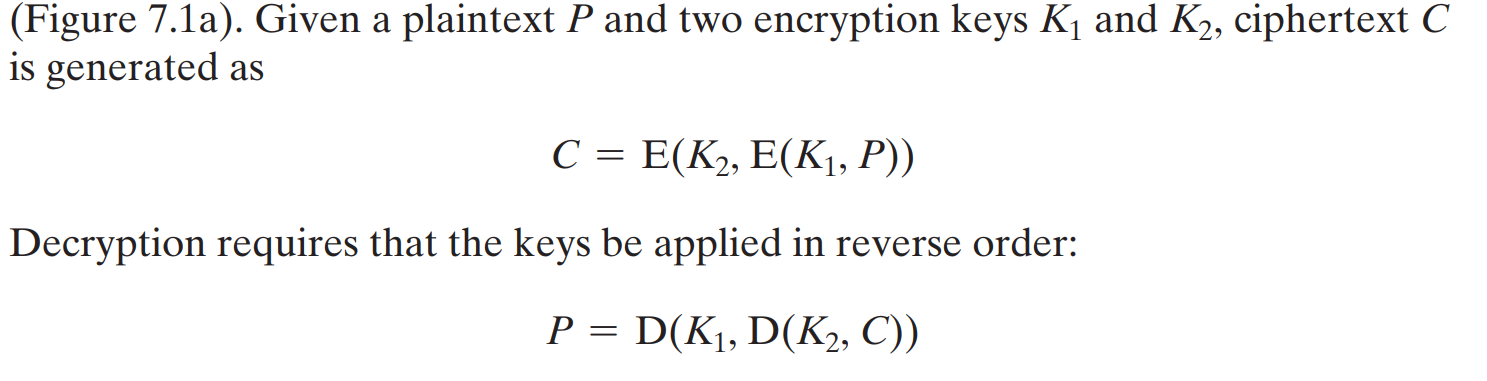 (Figure 7.1a). Given a plaintext P and two encryption keys K₁ and K₂, ciphertext C
is generated as
C = E(K₂, E(K₁, P))
Decryption requires that the keys be applied in reverse order:
P = D(K₁, D(K₂, C))